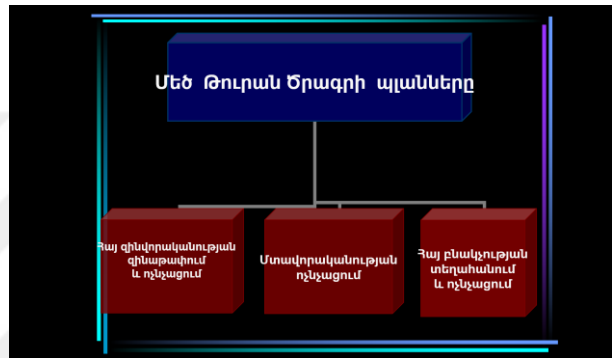 Մեծ Թուրան Ծրագրի պլանները
Հայ զինվորականության
զինաթափում
և ոչնչացում
Մտավորականության
ոչնչացում
Հայ բնակչության
տեղահանում
և ոչնչացում